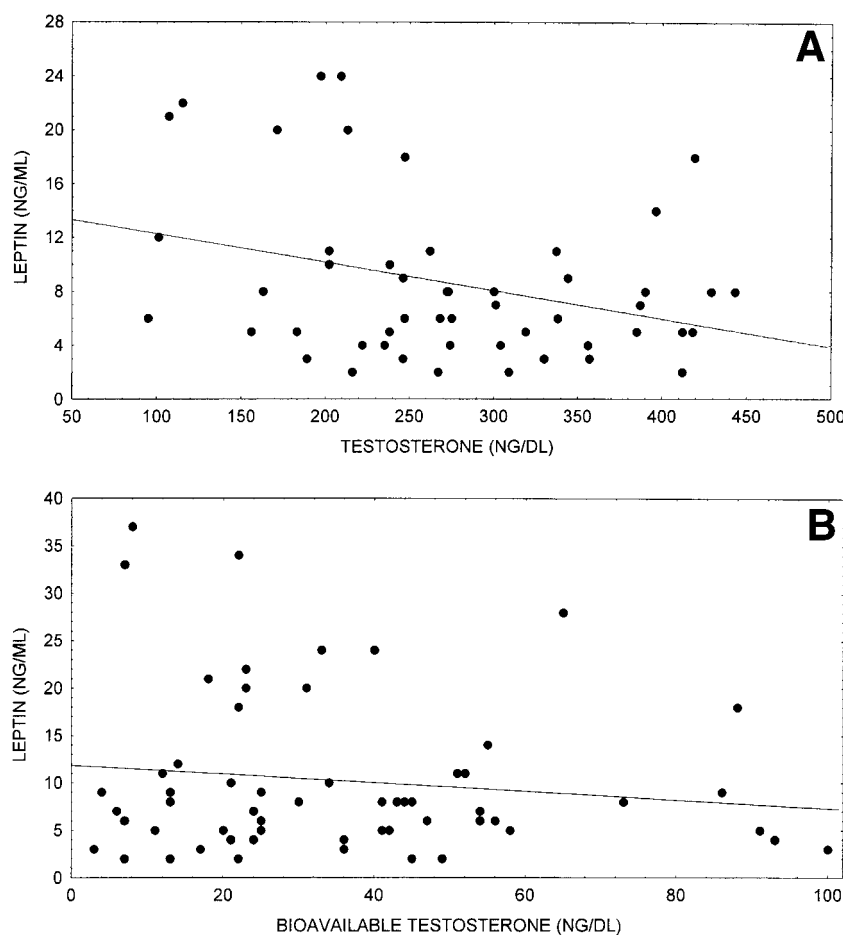 A
LEPTIN (NG/ML)
28
24
20
16
12
8
4
0
50 100 150 200 250 300 350 400 450 500
TESTOSTERONE (NG/DL)
B
LEPTIN (NG/ML)
40
35
30
25
20
15
10
5
0
0 20 40 60 80 100
BIOAVAILABLE TESTOSTERONE (NG/DL)